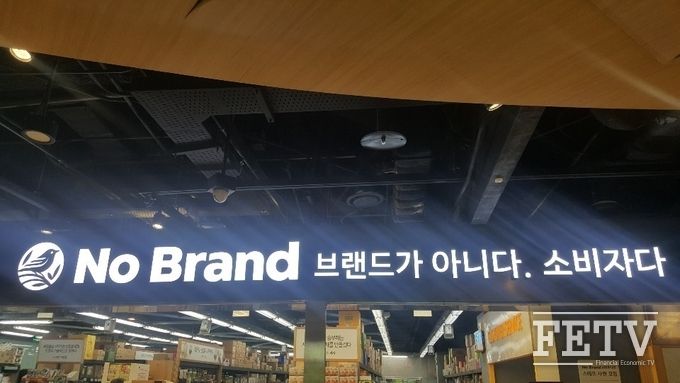 No Brand 브랜드가 아니다. 소비자다
FETV
Financial Economic TV